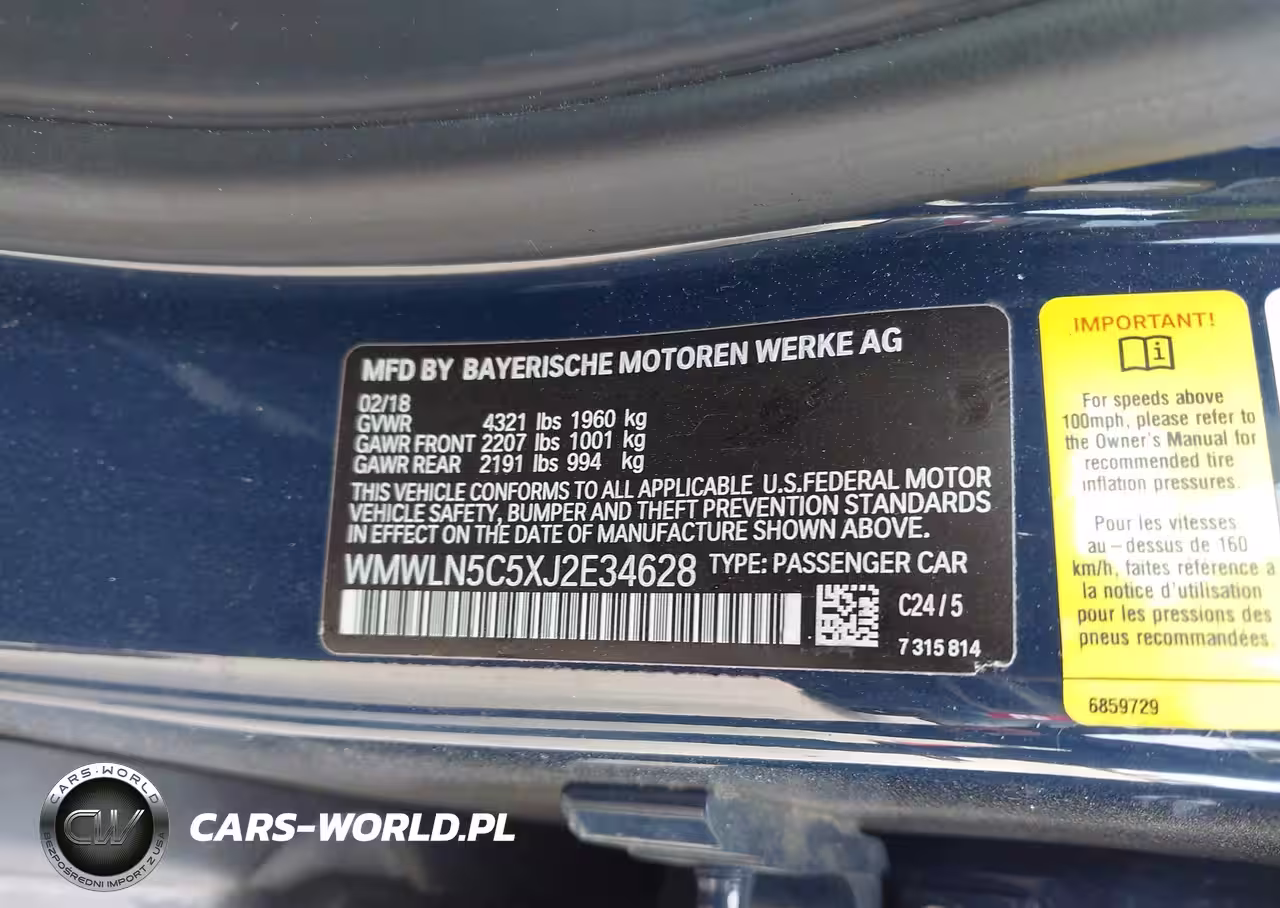 MFD BY BAYERISCHE MOTOREN WERKE AG
02/18
GVWR 4321 lbs 1960 kg
GAWR FRONT 2207 lbs 1001 kg
GAWR REAR 2191 lbs 994 kg
THIS VEHICLE CONFORMS TO ALL APPLICABLE U.S.FEDERAL MOTOR
VEHICLE SAFETY, BUMPER AND THEFT PREVENTION STANDARDS
IN EFFECT ON THE DATE OF MANUFACTURE SHOWN ABOVE.
WMWLN5C5XJ2E34628 TYPE: PASSENGER CAR
C24/5
7 315 814
IMPORTANT!
For speeds above
100mph, please refer to
the Owner's Manual for
recommended tire
inflation pressures.
Pour les vitesses
au-dessus de 160
km/h, faites référence a
la notice d'utilisation
pour les pressions des
pneus recommandées.
6859729
CARS-WORLD
CW
BEZPOŚREDNI IMPORT Z USA
CARS-WORLD.PL